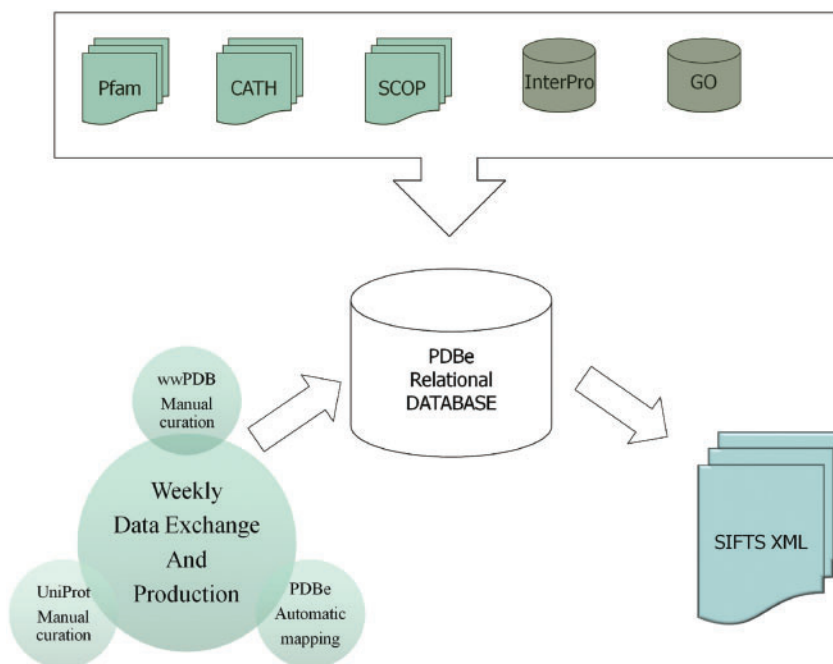 Pfam
CATH
SCOP
InterPro
GO
PDBe
Relational
DATABASE
wwPDB
Manual
curation
Weekly
Data Exchange
And
Production
UniProt
Manual
curation
PDBe
Automatic
mapping
SIFTS XML